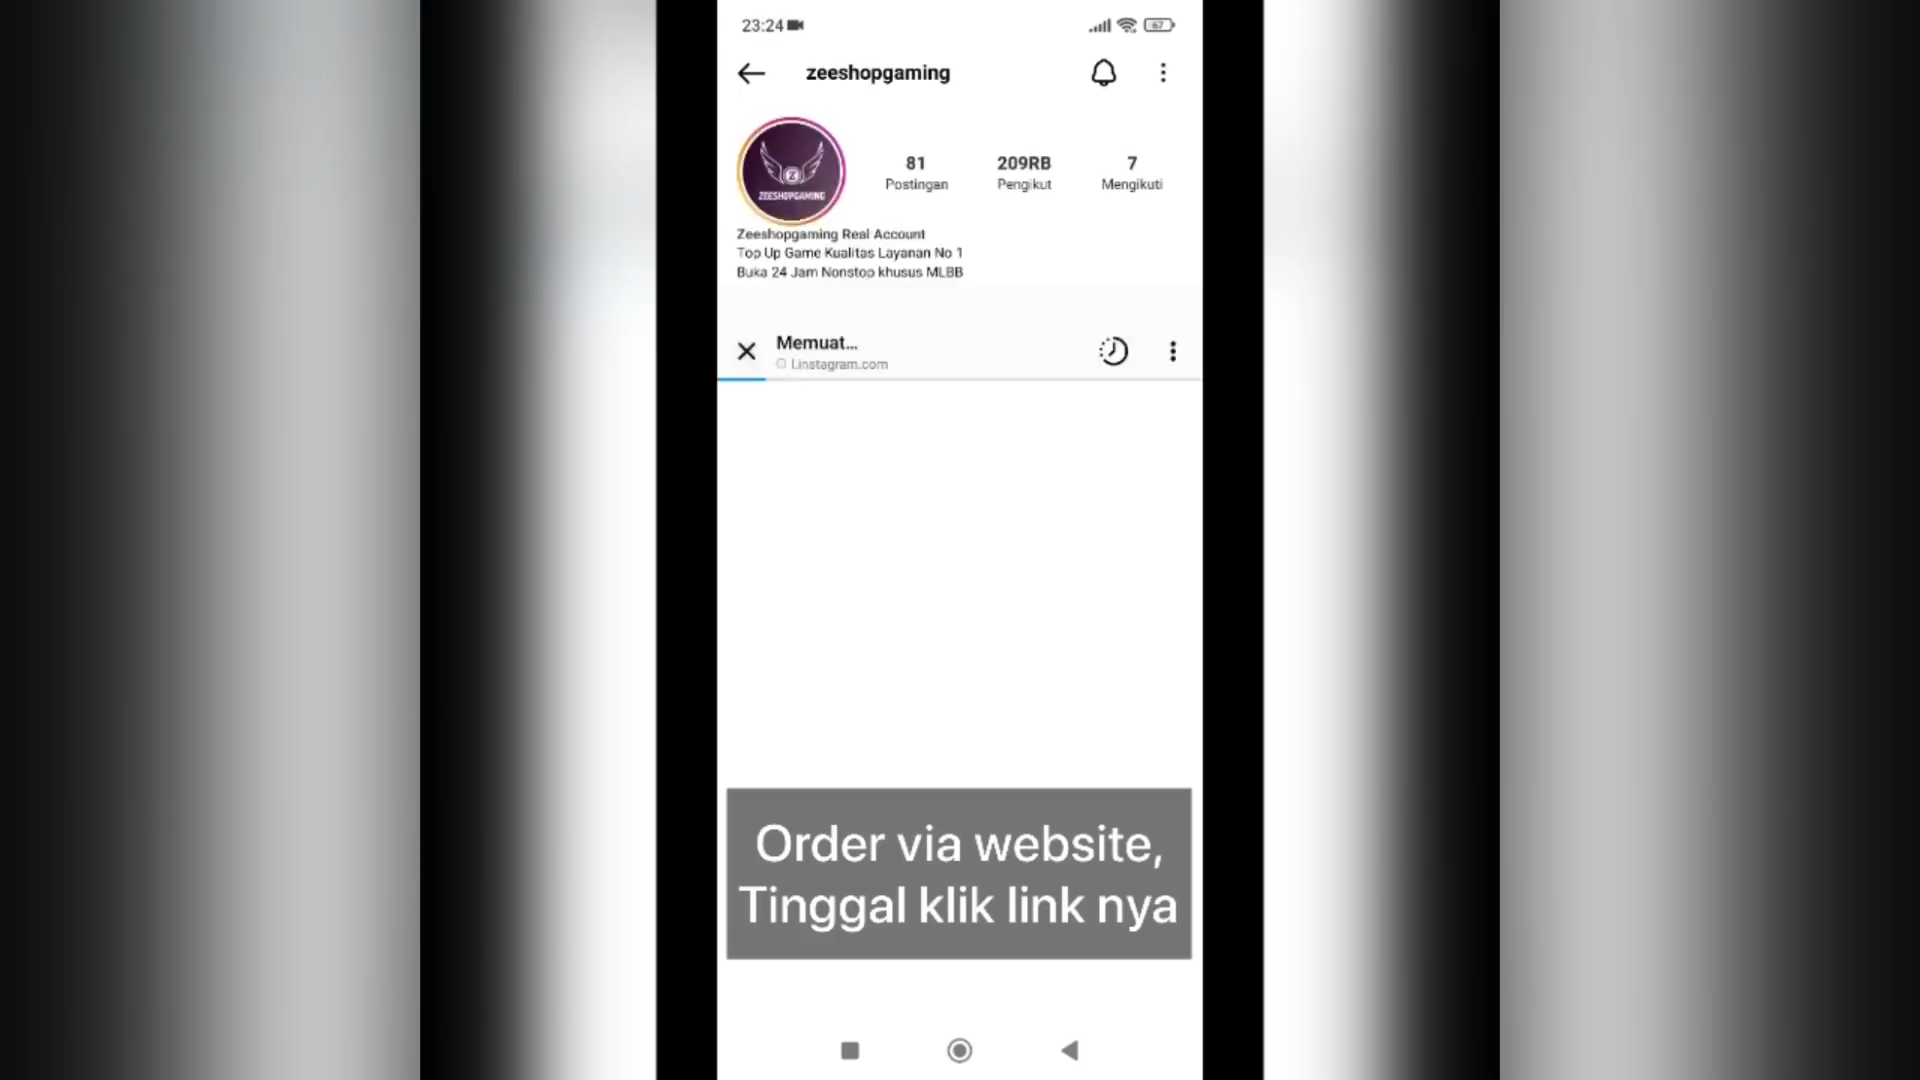 23:24
67
zeeshopgaming
81
209RB
7
Postingan
Pengikut
Mengikuti
ZEESHOPGAMING
Zeeshopgaming Real Account
Top Up Game Kualitas Layanan No 1
Buka 24 Jam Nonstop khusus MLBB
Memuat...
l.instagram.com
Order via website,
Tinggal klik link nya